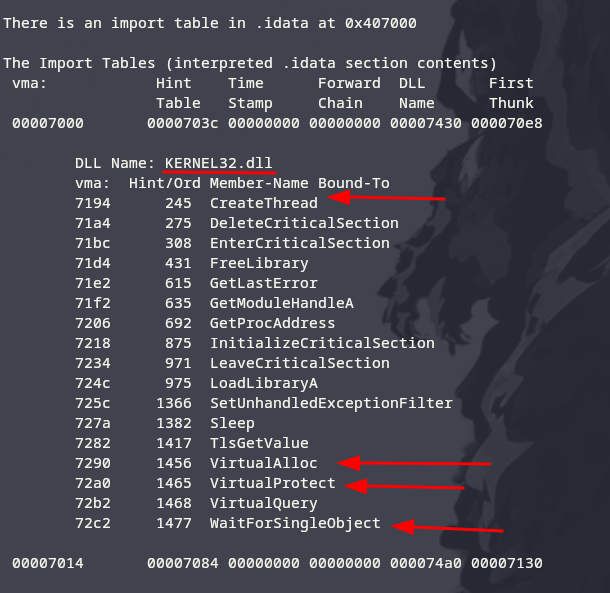 There is an import table in .idata at 0x407000
The Import Tables (interpreted .idata section contents)
vma: Hint Time Forward DLL First
Table Stamp Chain Name Thunk
00007000 0000703c 00000000 00000000 00007430 000070e8
DLL Name: KERNEL32.dll
vma: Hint/Ord Member-Name Bound-To
7194 245 CreateThread
71a4 275 DeleteCriticalSection
71bc 308 EnterCriticalSection
71d4 431 FreeLibrary
71e2 615 GetLastError
71f2 635 GetModuleHandleA
7206 692 GetProcAddress
7218 875 InitializeCriticalSection
7234 971 LeaveCriticalSection
724c 975 LoadLibraryA
725c 1366 SetUnhandledExceptionFilter
727a 1382 Sleep
7282 1417 TlsGetValue
7290 1456 VirtualAlloc
72a0 1465 VirtualProtect
72b2 1468 VirtualQuery
72c2 1477 WaitForSingleObject
00007014 00007084 00000000 00000000 000074a0 00007130